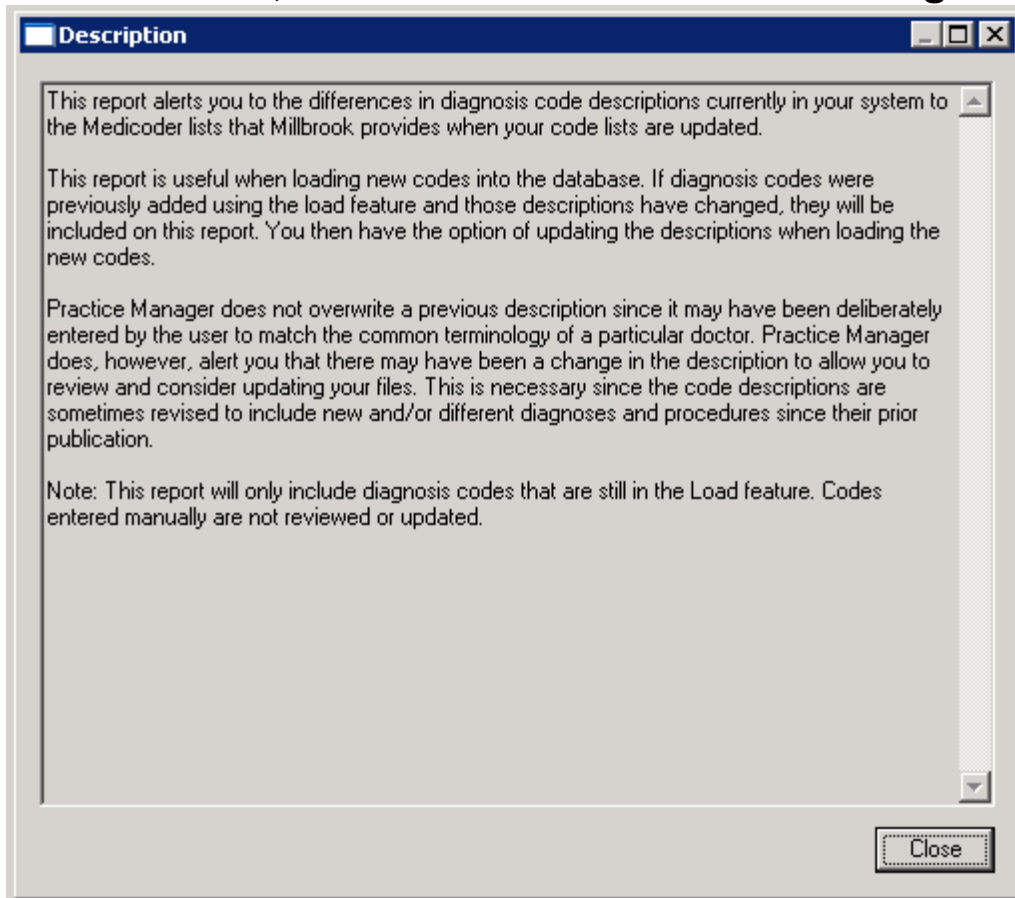 Description
This report alerts you to the differences in diagnosis code descriptions currently in your system to
the Medicoder lists that Millbrook provides when your code lists are updated.
This report is useful when loading new codes into the database. If diagnosis codes were
previously added using the load feature and those descriptions have changed, they will be
included on this report. You then have the option of updating the descriptions when loading the
new codes.
Practice Manager does not overwrite a previous description since it may have been deliberately
entered by the user to match the common terminology of a particular doctor. Practice Manager
does, however, alert you that there may have been a change in the description to allow you to
review and consider updating your files. This is necessary since the code descriptions are
sometimes revised to include new and/or different diagnoses and procedures since their prior
publication.
Note: This report will only include diagnosis codes that are still in the Load feature. Codes
entered manually are not reviewed or updated.
Close